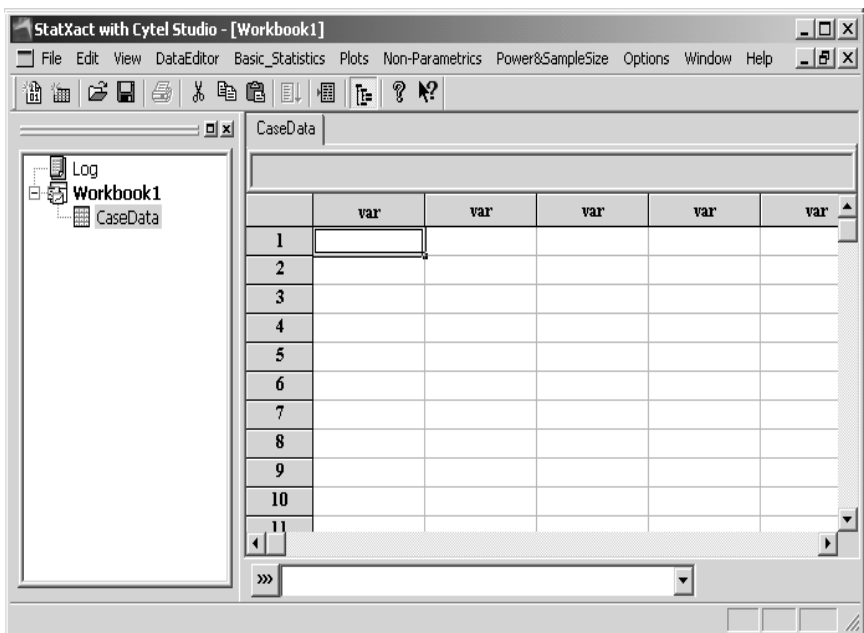 StatXact with Cytel Studio - [Workbook1]
File Edit View DataEditor Basic_Statistics Plots Non-Parametrics Power&SampleSize Options Window Help
CaseData
Log
Workbook1
CaseData
var var var var var
1
2
3
4
5
6
7
8
9
10
11